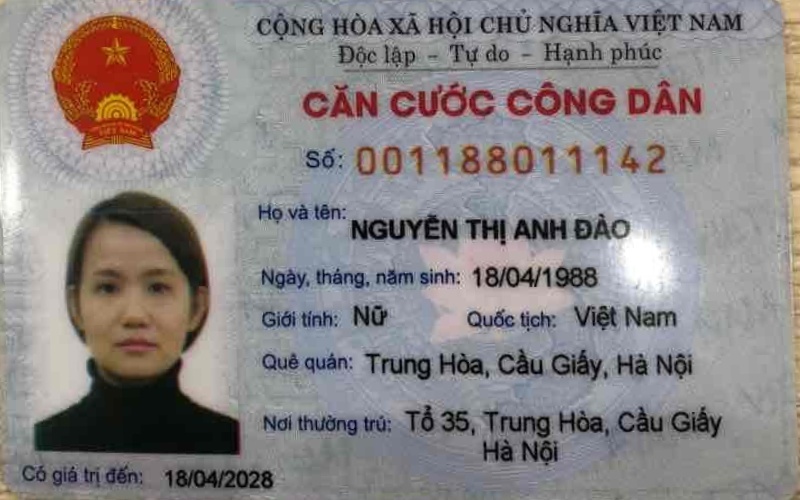 CỘNG HÒA XÃ HỘI CHỦ NGHĨA VIỆT NAM
Độc lập - Tự do - Hạnh phúc
CĂN CƯỚC CÔNG DÂN
Số: 001188011142
Họ và tên: NGUYỄN THỊ ANH ĐÀO
Ngày, tháng, năm sinh: 18/04/1988
Giới tính: Nữ Quốc tịch: Việt Nam
Quê quán: Trung Hòa, Cầu Giấy, Hà Nội
Nơi thường trú: Tổ 35, Trung Hòa, Cầu Giấy
Hà Nội
Có giá trị đến: 18/04/2028